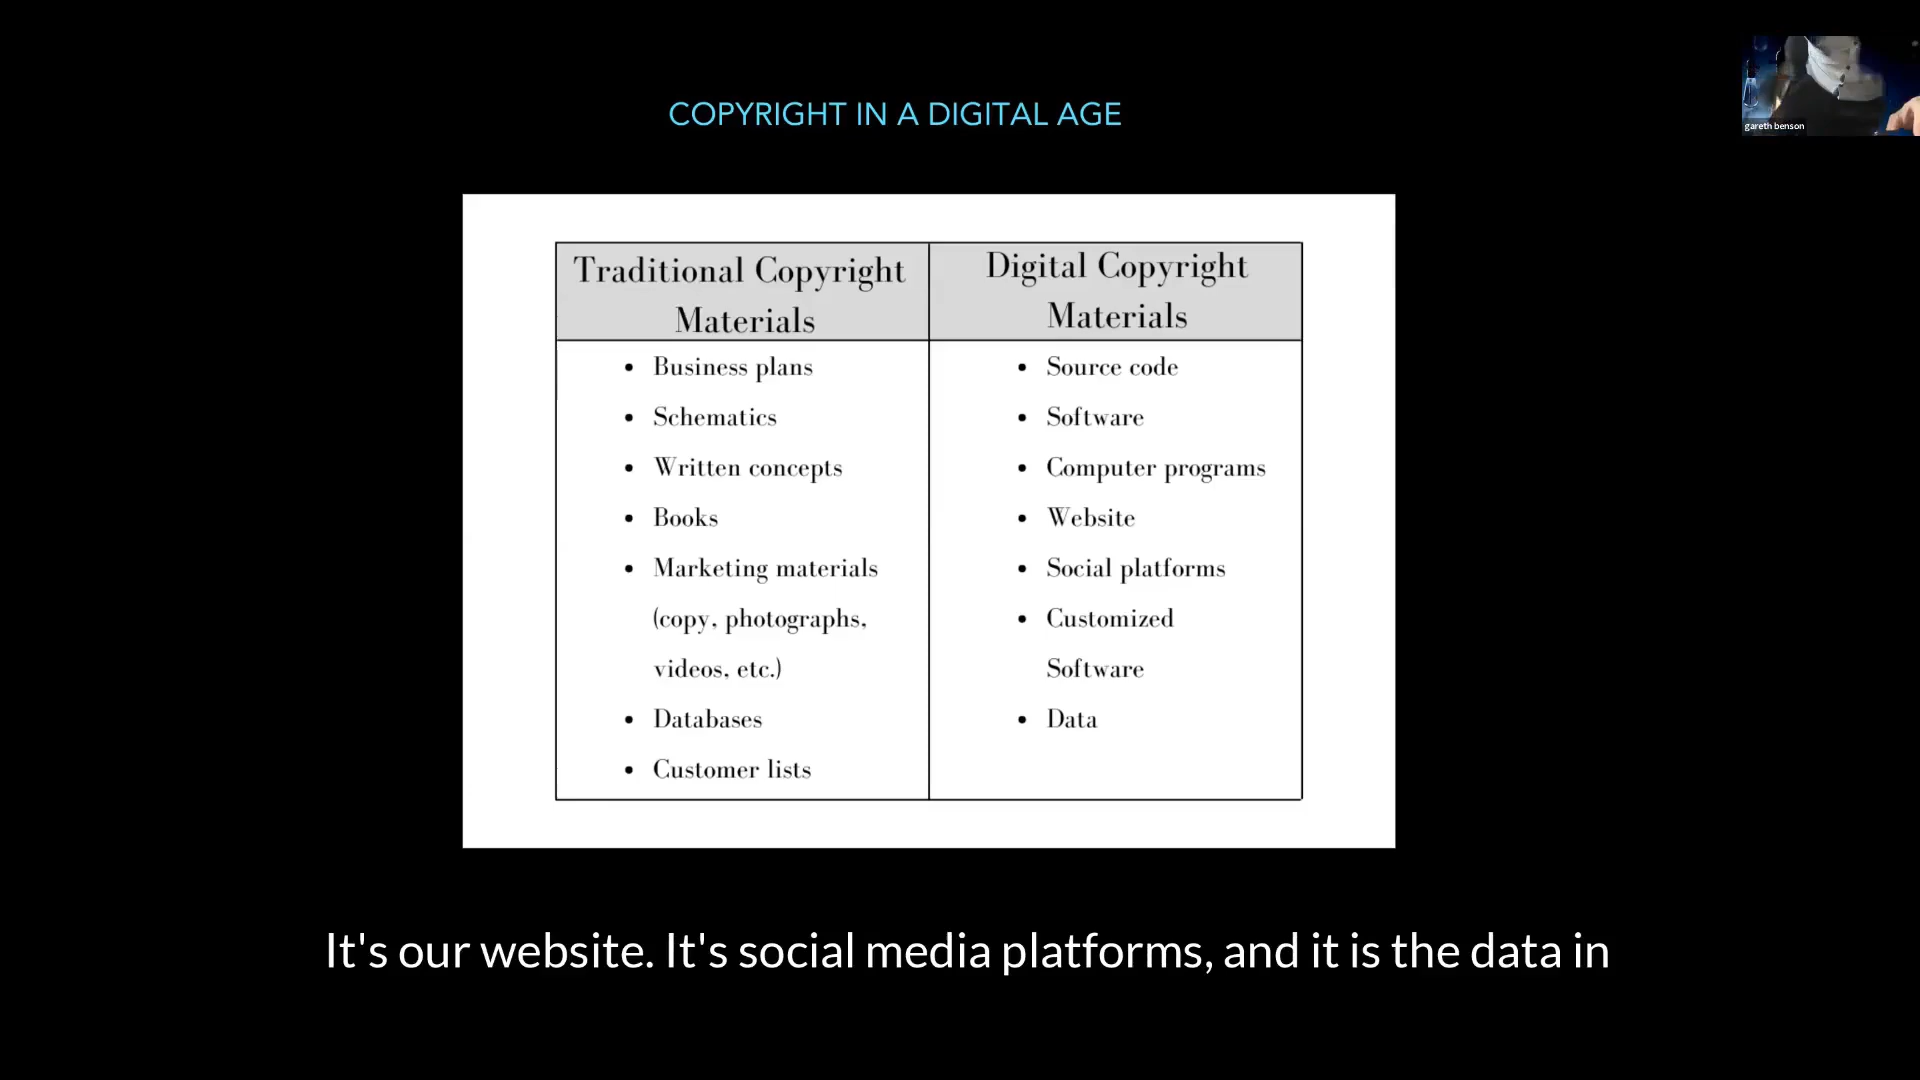 COPYRIGHT IN A DIGITAL AGE
gareth benson
Traditional Copyright
Materials
Digital Copyright
Materials
• Business plans
• Schematics
• Written concepts
• Books
• Marketing materials
(copy, photographs,
videos, etc.)
• Databases
• Customer lists
• Source code
• Software
• Computer programs
• Website
• Social platforms
• Customized
Software
• Data
It's our website. It's social media platforms, and it is the data in